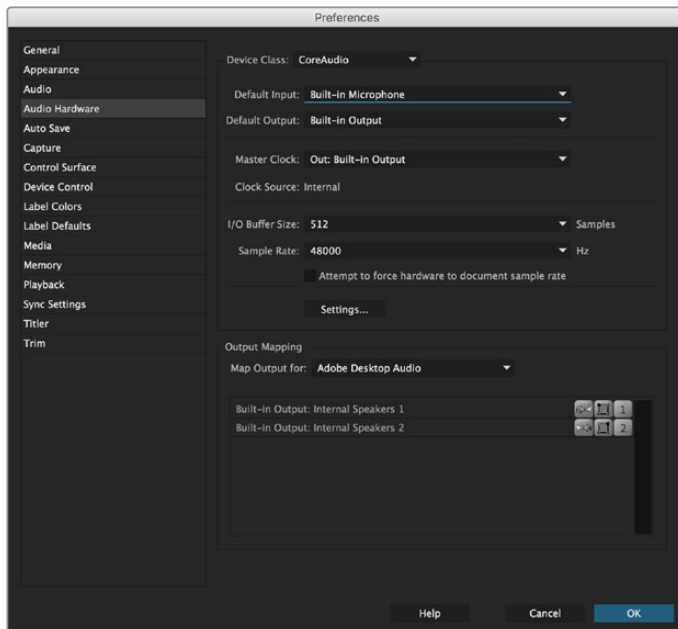 Preferences
General
Appearance
Audio
Audio Hardware
Auto Save
Capture
Control Surface
Device Control
Label Colors
Label Defaults
Media
Memory
Playback
Sync Settings
Titler
Trim
Device Class: CoreAudio
Default Input: Built-in Microphone
Default Output: Built-in Output
Master Clock: Out: Built-in Output
Clock Source: Internal
I/O Buffer Size: 512 Samples
Sample Rate: 48000 Hz
Attempt to force hardware to document sample rate
Settings...
Output Mapping
Map Output for: Adobe Desktop Audio
Built-in Output: Internal Speakers 1 1
Built-in Output: Internal Speakers 2 2
Help Cancel OK